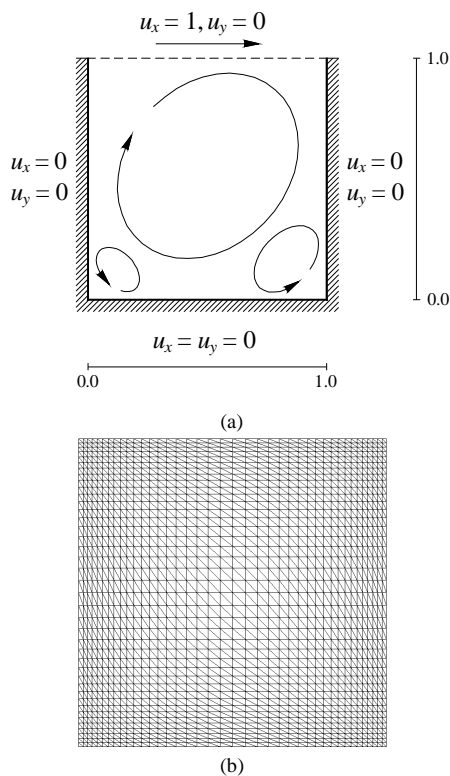 u_x = 1, u_y = 0
1.0
u_x = 0
u_y = 0
u_x = 0
u_y = 0
0.0
u_x = u_y = 0
0.0 1.0
(a)
(b)